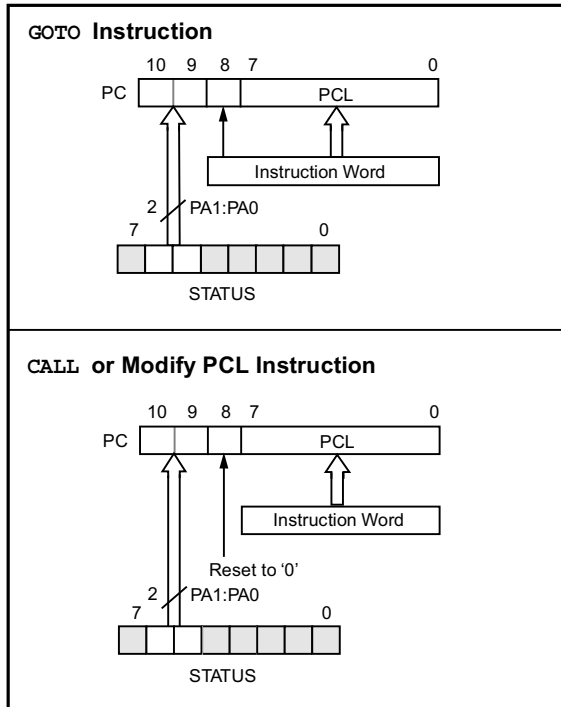 GOTO Instruction
10 9 8 7 0
PC PCL
Instruction Word
2 PA1:PA0
7 0
STATUS
CALL or Modify PCL Instruction
10 9 8 7 0
PC PCL
Instruction Word
Reset to ‘0’
2 PA1:PA0
7 0
STATUS